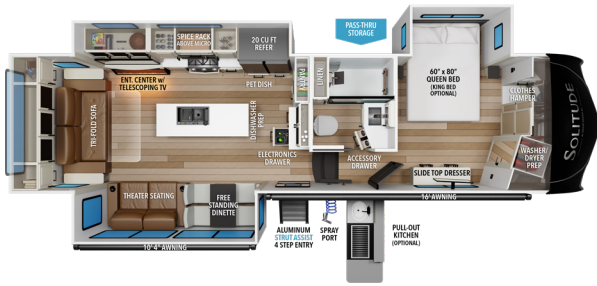 PASS-THRU
STORAGE
SPICE RACK
ABOVE MICRO
20 CU FT
REFER
ENT. CENTER w/
TELESCOPING TV
PET DISH
PANTRY
LINEN
60" x 80"
QUEEN BED
(KING BED
OPTIONAL)
CLOTHES
HAMPER
SOLITUDE
TRI-FOLD SOFA
DISHWASHER
PREP
ELECTRONICS
DRAWER
ACCESSORY
DRAWER
WASHER/
DRYER
PREP
SLIDE TOP DRESSER
THEATER SEATING
FREE
STANDING
DINETTE
16' AWNING
10' 4" AWNING
ALUMINUM
STRUT ASSIST
4 STEP ENTRY
SPRAY
PORT
PULL-OUT
KITCHEN
(OPTIONAL)